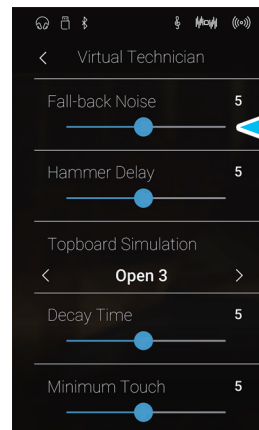 Virtual Technician
Fall-back Noise 5
Hammer Delay 5
Topboard Simulation
Open 3
Decay Time 5
Minimum Touch 5